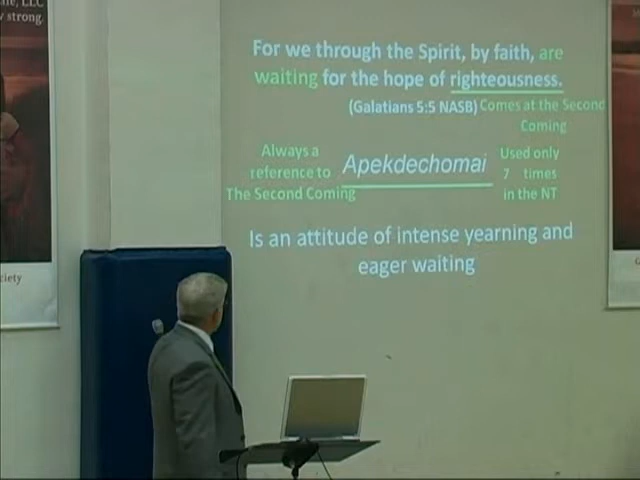 LLC
strong.
For we through the Spirit, by faith, are
waiting for the hope of righteousness.
(Galatians 5:5 NASB) Comes at the Second
Coming
Always a
reference to
The Second Coming
Apekdechomai
Used only
7 times
in the NT
Is an attitude of intense yearning and
eager waiting